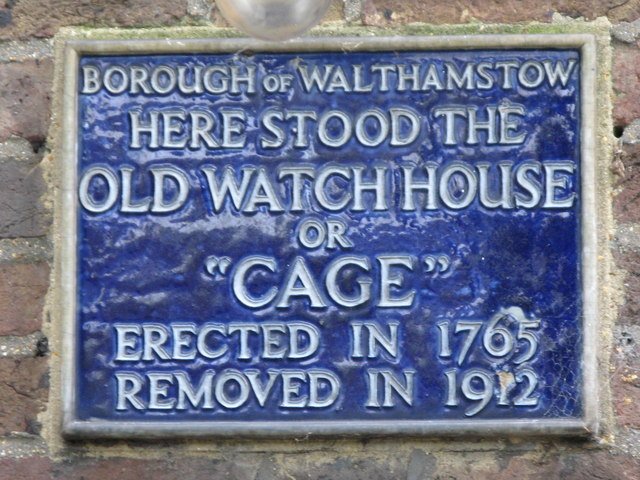 BOROUGH OF WALTHAMSTOW
HERE STOOD THE
OLD WATCH HOUSE
OR
"CAGE"
ERECTED IN 1765
REMOVED IN 1912